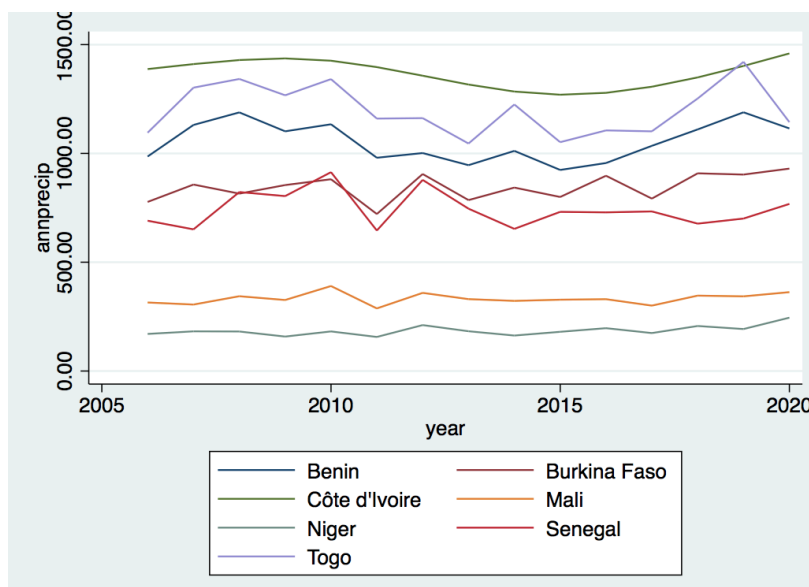 1500.00
1000.00
500.00
0.00
annprecip
2005 2010 2015 2020
year
Benin Burkina Faso
Côte d'Ivoire Mali
Niger Senegal
Togo